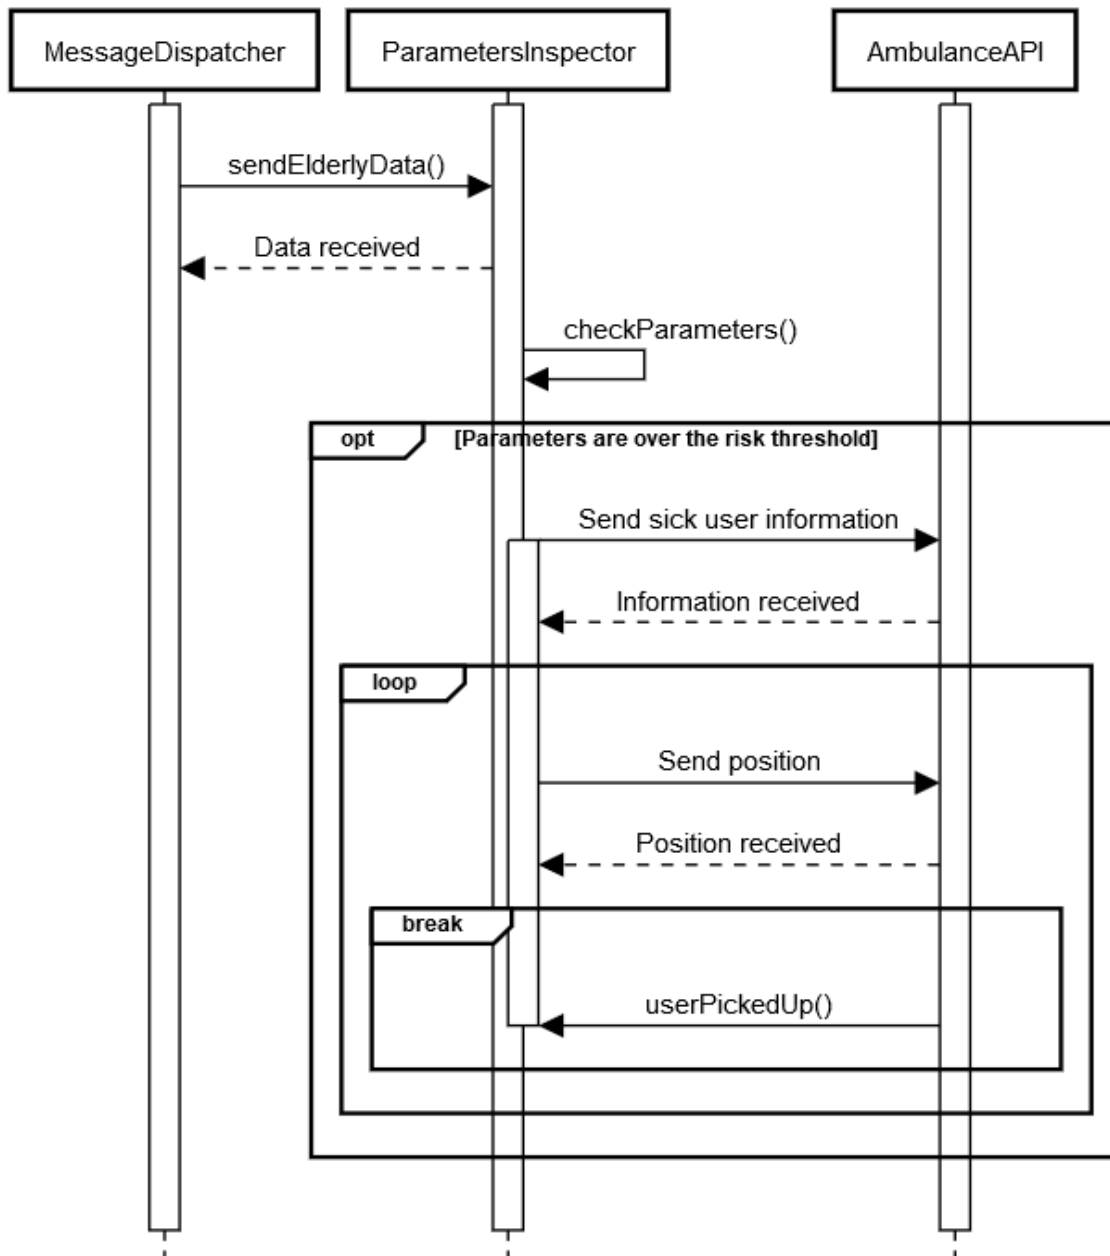 MessageDispatcher
ParametersInspector
AmbulanceAPI
sendElderlyData()
Data received
checkParameters()
opt
[Parameters are over the risk threshold]
Send sick user information
Information received
loop
Send position
Position received
break
userPickedUp()